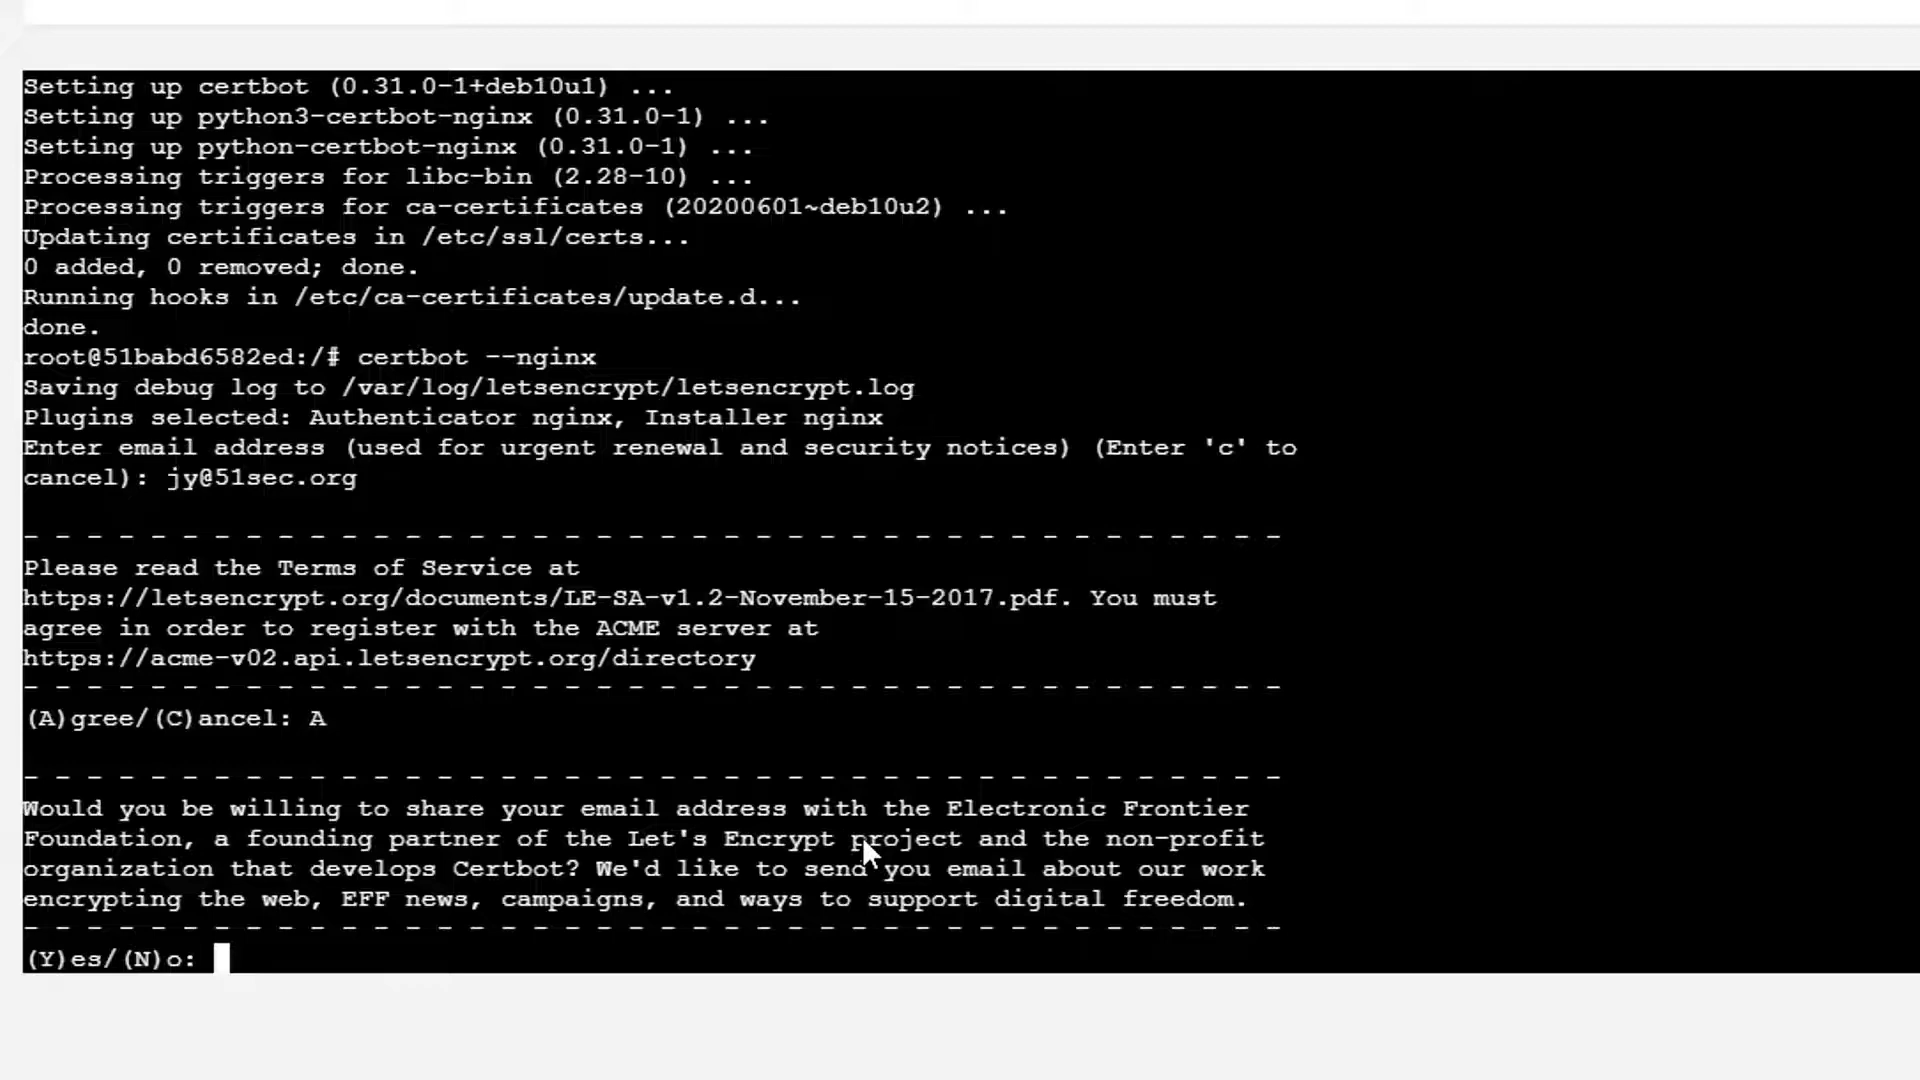 Setting up certbot (0.31.0-1+deb10u1) ...
Setting up python3-certbot-nginx (0.31.0-1) ...
Setting up python-certbot-nginx (0.31.0-1) ...
Processing triggers for libc-bin (2.28-10) ...
Processing triggers for ca-certificates (20200601~deb10u2) ...
Updating certificates in /etc/ssl/certs...
0 added, 0 removed; done.
Running hooks in /etc/ca-certificates/update.d...
done.
root@51babd6582ed:/# certbot --nginx
Saving debug log to /var/log/letsencrypt/letsencrypt.log
Plugins selected: Authenticator nginx, Installer nginx
Enter email address (used for urgent renewal and security notices) (Enter 'c' to
cancel): jy@51sec.org
- - - - - - - - - - - - - - - - - - - - - - - - - - - - - - - - - - - - - - - -
Please read the Terms of Service at
https://letsencrypt.org/documents/LE-SA-v1.2-November-15-2017.pdf. You must
agree in order to register with the ACME server at
https://acme-v02.api.letsencrypt.org/directory
- - - - - - - - - - - - - - - - - - - - - - - - - - - - - - - - - - - - - - - -
(A)gree/(C)ancel: A
- - - - - - - - - - - - - - - - - - - - - - - - - - - - - - - - - - - - - - - -
Would you be willing to share your email address with the Electronic Frontier
Foundation, a founding partner of the Let's Encrypt project and the non-profit
organization that develops Certbot? We'd like to send you email about our work
encrypting the web, EFF news, campaigns, and ways to support digital freedom.
- - - - - - - - - - - - - - - - - - - - - - - - - - - - - - - - - - - - - - - -
(Y)es/(N)o: